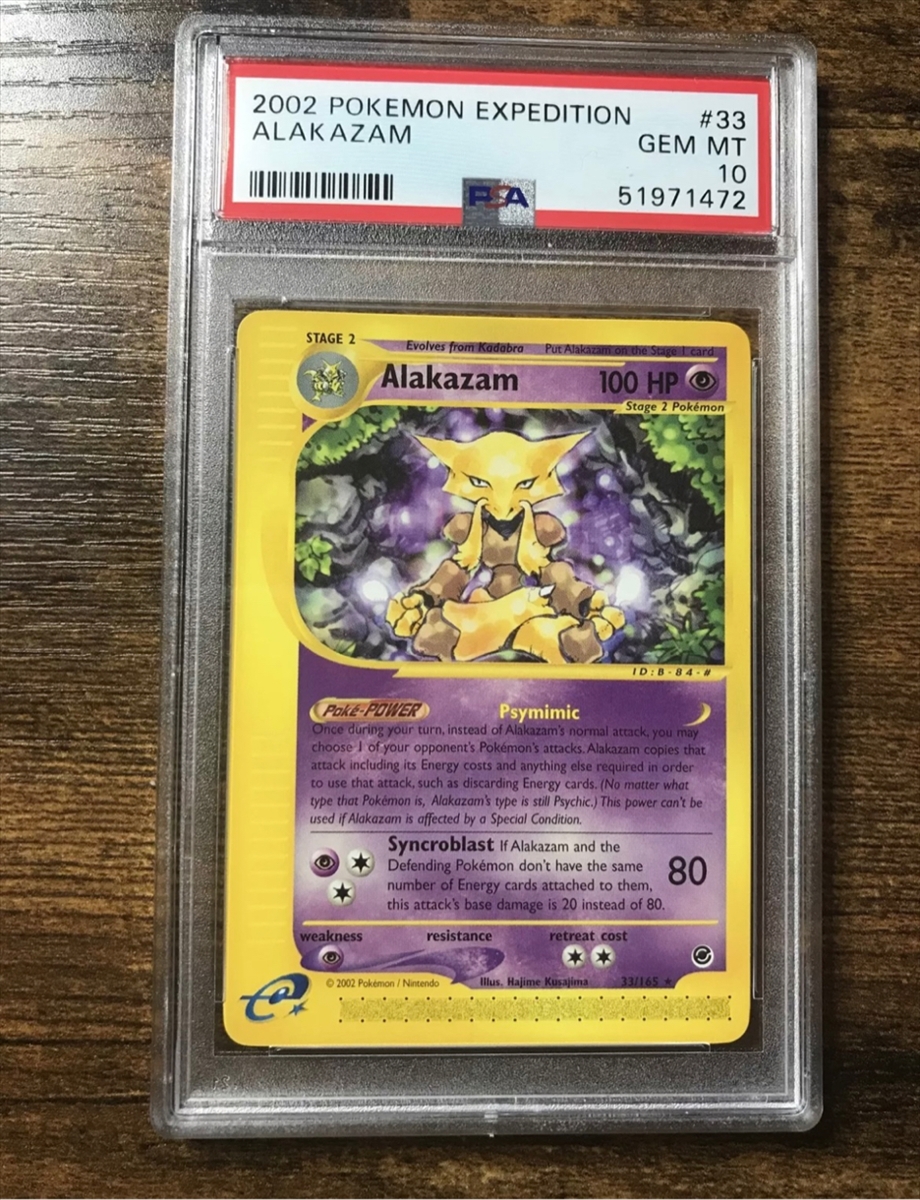 2002 POKEMON EXPEDITION #33
ALAKAZAM GEM MT
10
PSA 51971472
STAGE 2 Evolves from Kadabra Put Alakazam on the Stage 1 card
Alakazam 100 HP
Stage 2 Pokémon
ID:B-84-#
Poké-POWER Psymimic
Once during your turn, instead of Alakazam's normal attack, you may
choose 1 of your opponent's Pokémon's attacks. Alakazam copies that
attack including its Energy costs and anything else required in order
to use that attack, such as discarding Energy cards. (No matter what
type that Pokémon is, Alakazam's type is still Psychic.) This power can't be
used if Alakazam is affected by a Special Condition.
Syncroblast If Alakazam and the
Defending Pokémon don't have the same
number of Energy cards attached to them, 80
this attack's base damage is 20 instead of 80.
weakness resistance retreat cost
© 2002 Pokémon / Nintendo Illus. Hajime Kusajima 33/165 ★
e